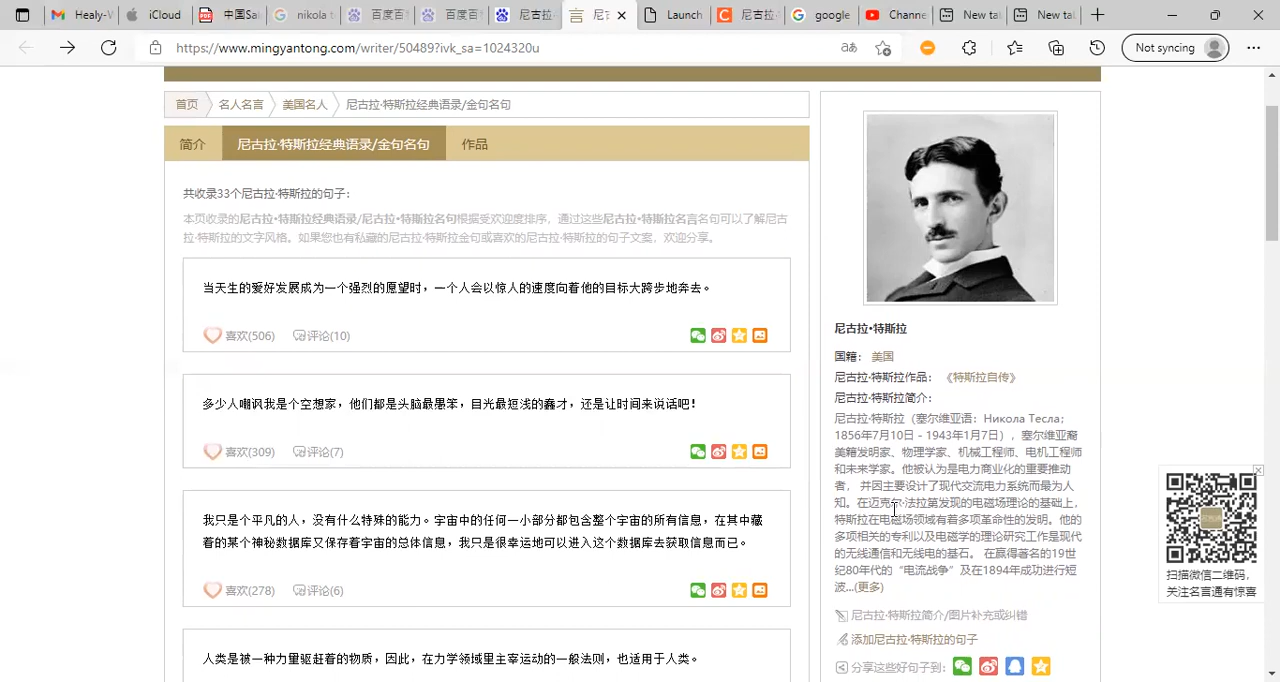 Healy-V
iCloud
中国Sal
nikola t
百度百
百度百
尼古拉·
尼古
Launch
尼古拉·
google
Channe
New ta
New ta
https://www.mingyantong.com/writer/50489?ivk_sa=1024320u
Not syncing
首页 名人名言 美国名人 尼古拉·特斯拉经典语录/金句名句
简介 尼古拉·特斯拉经典语录/金句名句 作品
共收录33个尼古拉·特斯拉的句子：
本页收录的尼古拉·特斯拉经典语录/尼古拉·特斯拉名句根据受欢迎度排序，通过这些尼古拉·特斯拉名言名句可以了解尼古
拉·特斯拉的文字风格。如果您也有私藏的尼古拉·特斯拉金句或喜欢的尼古拉·特斯拉的句子文案，欢迎分享。
当天生的爱好发展成为一个强烈的愿望时，一个人会以惊人的速度向着他的目标大跨步地奔去。
喜欢(506) 评论(10)
多少人嘲讽我是个空想家，他们都是头脑最愚笨，目光最短浅的蠢才，还是让时间来说话吧！
喜欢(309) 评论(7)
我只是个平凡的人，没有什么特殊的能力。宇宙中的任何一小部分都包含整个宇宙的所有信息，在其中藏
着的某个神秘数据库又保存着宇宙的总体信息，我只是很幸运地可以进入这个数据库去获取信息而已。
喜欢(278) 评论(6)
人类是被一种力量驱赶着的物质，因此，在力学领域里主宰运动的一般法则，也适用于人类。
尼古拉·特斯拉
国籍： 美国
尼古拉·特斯拉作品： 《特斯拉自传》
尼古拉·特斯拉简介：
尼古拉·特斯拉（塞尔维亚语：Никола Тесла；
1856年7月10日 - 1943年1月7日），塞尔维亚裔
美籍发明家、物理学家、机械工程师、电机工程师
和未来学家。他被认为是电力商业化的重要推动
者， 并因主要设计了现代交流电力系统而最为人
知。在迈克尔·法拉第发现的电磁场理论的基础上，
特斯拉在电磁场领域有着多项革命性的发明。他的
多项相关的专利以及电磁学的理论研究工作是现代
的无线通信和无线电的基石。 在赢得著名的19世
纪80年代的“电流战争”及在1894年成功进行短
波...(更多)
尼古拉·特斯拉简介/图片补充或纠错
添加尼古拉·特斯拉的句子
分享这些好句子到：
扫描微信二维码，
关注名言通有惊喜